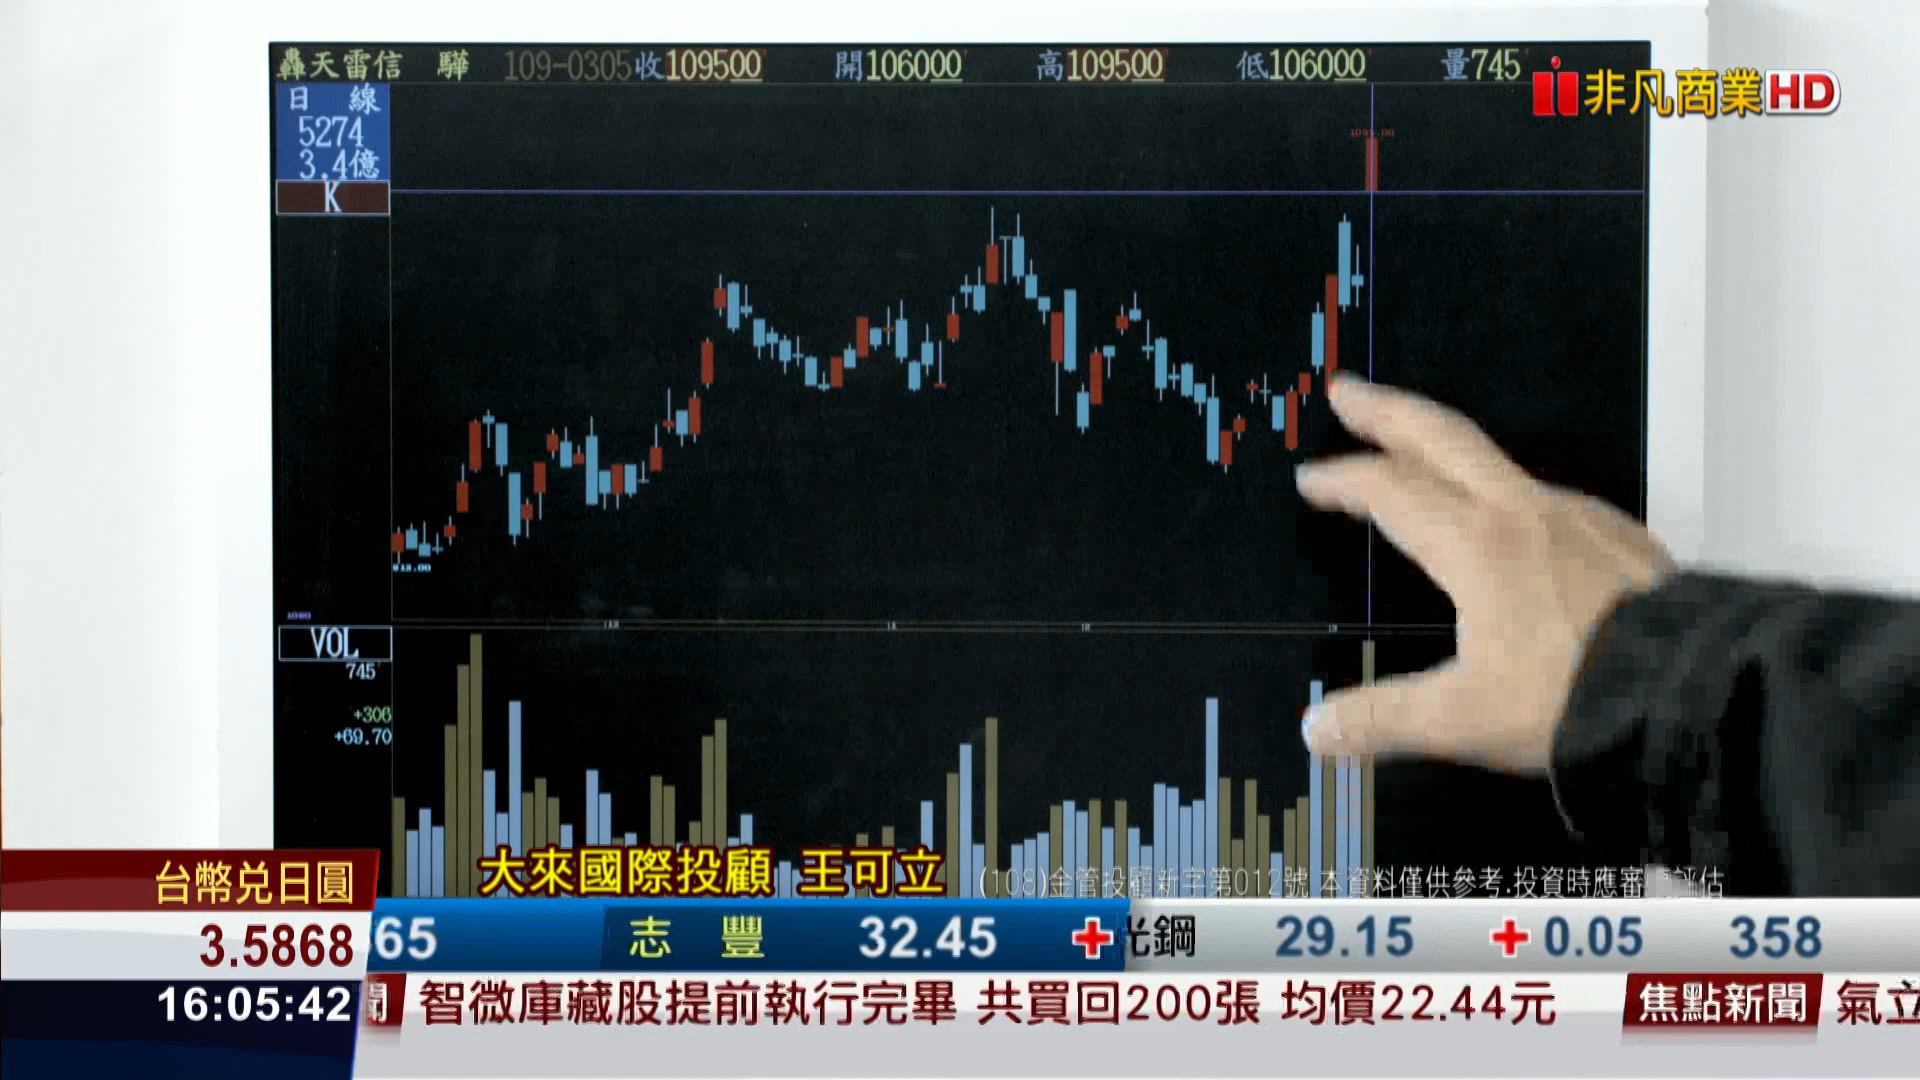 轟天雷信 驊 109-0305 收109500 開106000 高109500 低106000 量745
非凡商業HD
日 線
5274
3.4億
K
912.00
VOL
745
+306
+69.70
大來國際投顧 王可立
(108)金管投顧新字第012號 本資料僅供參考.投資時應審 評估
台幣兌日圓
3.5868
65 志 豐 32.45 光鋼 29.15 +0.05 358
16:05:42
智微庫藏股提前執行完畢 共買回200張 均價22.44元 焦點新聞 氣立